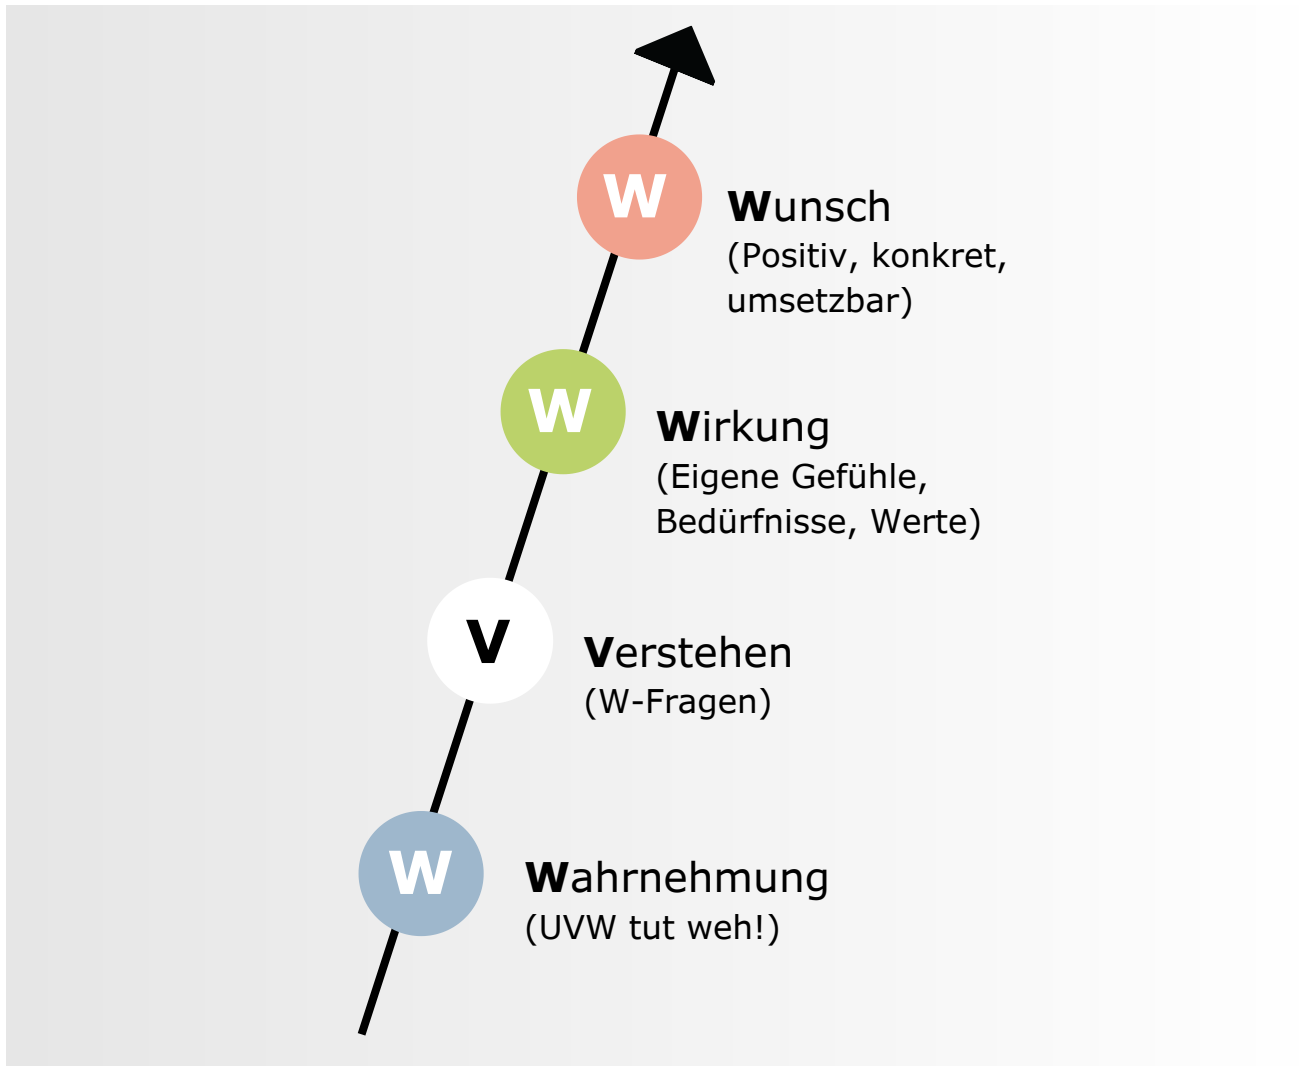 W
Wunsch
(Positiv, konkret,
umsetzbar)
W
Wirkung
(Eigene Gefühle,
Bedürfnisse, Werte)
V
Verstehen
(W-Fragen)
W
Wahrnehmung
(UVW tut weh!)